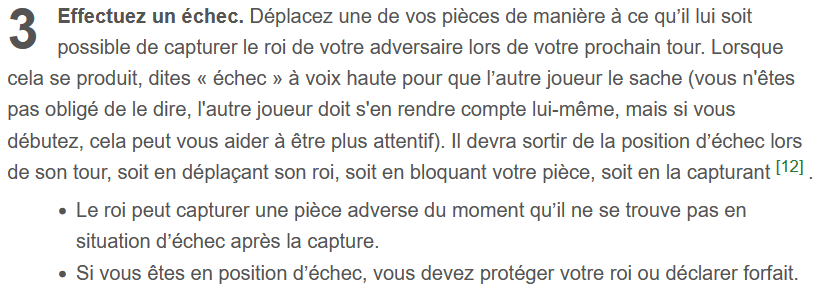 3 Effectuez un échec. Déplacez une de vos pièces de manière à ce qu’il lui soit
possible de capturer le roi de votre adversaire lors de votre prochain tour. Lorsque
cela se produit, dites « échec » à voix haute pour que l’autre joueur le sache (vous n'êtes
pas obligé de le dire, l'autre joueur doit s'en rendre compte lui-même, mais si vous
débutez, cela peut vous aider à être plus attentif). Il devra sortir de la position d’échec lors
de son tour, soit en déplaçant son roi, soit en bloquant votre pièce, soit en la capturant [12] .
• Le roi peut capturer une pièce adverse du moment qu’il ne se trouve pas en
situation d’échec après la capture.
• Si vous êtes en position d’échec, vous devez protéger votre roi ou déclarer forfait.